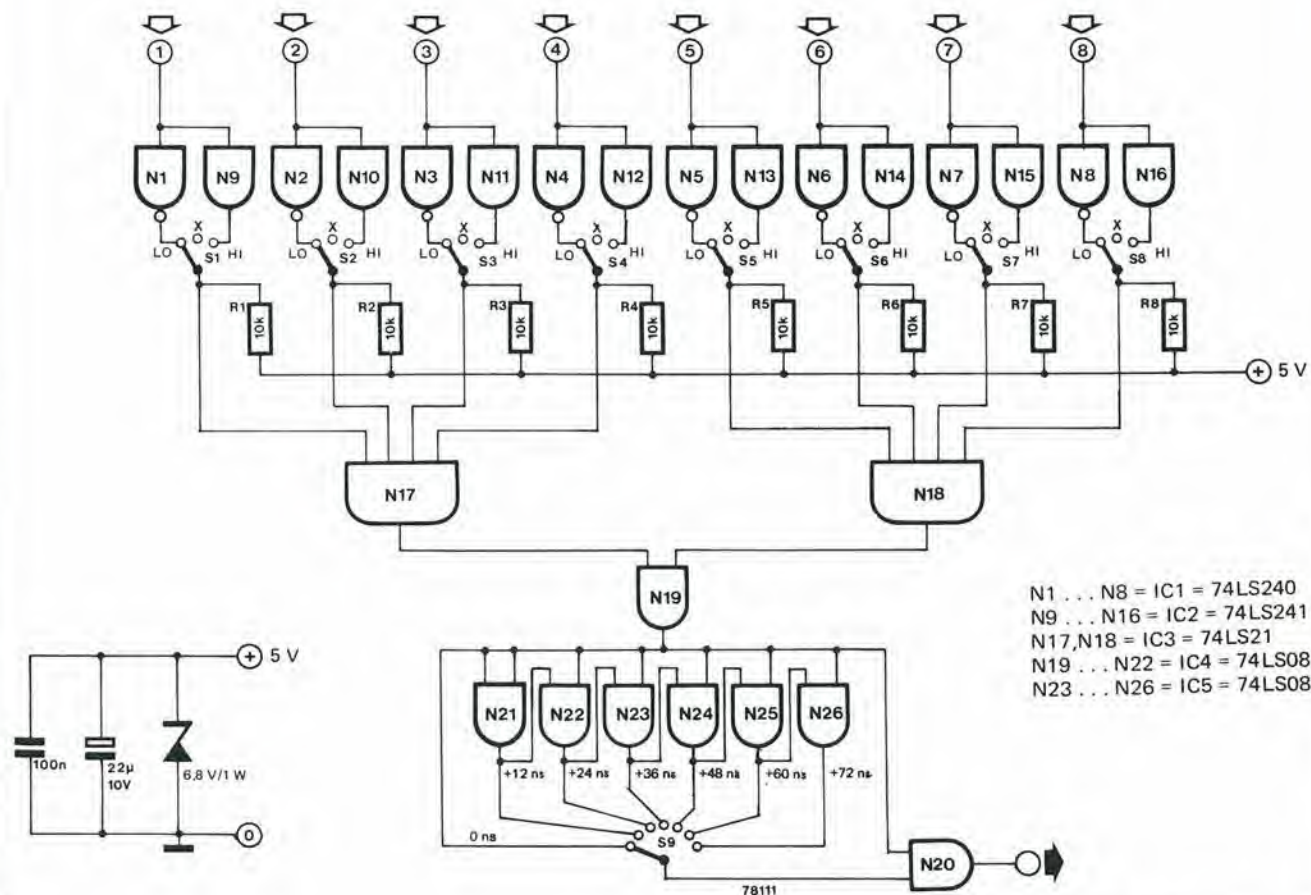 1 2 3 4 5 6 7 8
N1 N9 N2 N10 N3 N11 N4 N12 N5 N13 N6 N14 N7 N15 N8 N16
X X X X X X X X
LO S1 HI LO S2 HI LO S3 HI LO S4 HI LO S5 HI LO S6 HI LO S7 HI LO S8 HI
R1 10k R2 10k R3 10k R4 10k R5 10k R6 10k R7 10k R8 10k
+ 5 V
N17 N18
N19
N1 ... N8 = IC1 = 74LS240
N9 ... N16 = IC2 = 74LS241
N17,N18 = IC3 = 74LS21
N19 ... N22 = IC4 = 74LS08
N23 ... N26 = IC5 = 74LS08
+ 5 V
N21 N22 N23 N24 N25 N26
100n
22µ
10V
6,8 V/1 W
+12 ns +24 ns +36 ns +48 ns +60 ns +72 ns
0
0 ns
S9
N20
78111